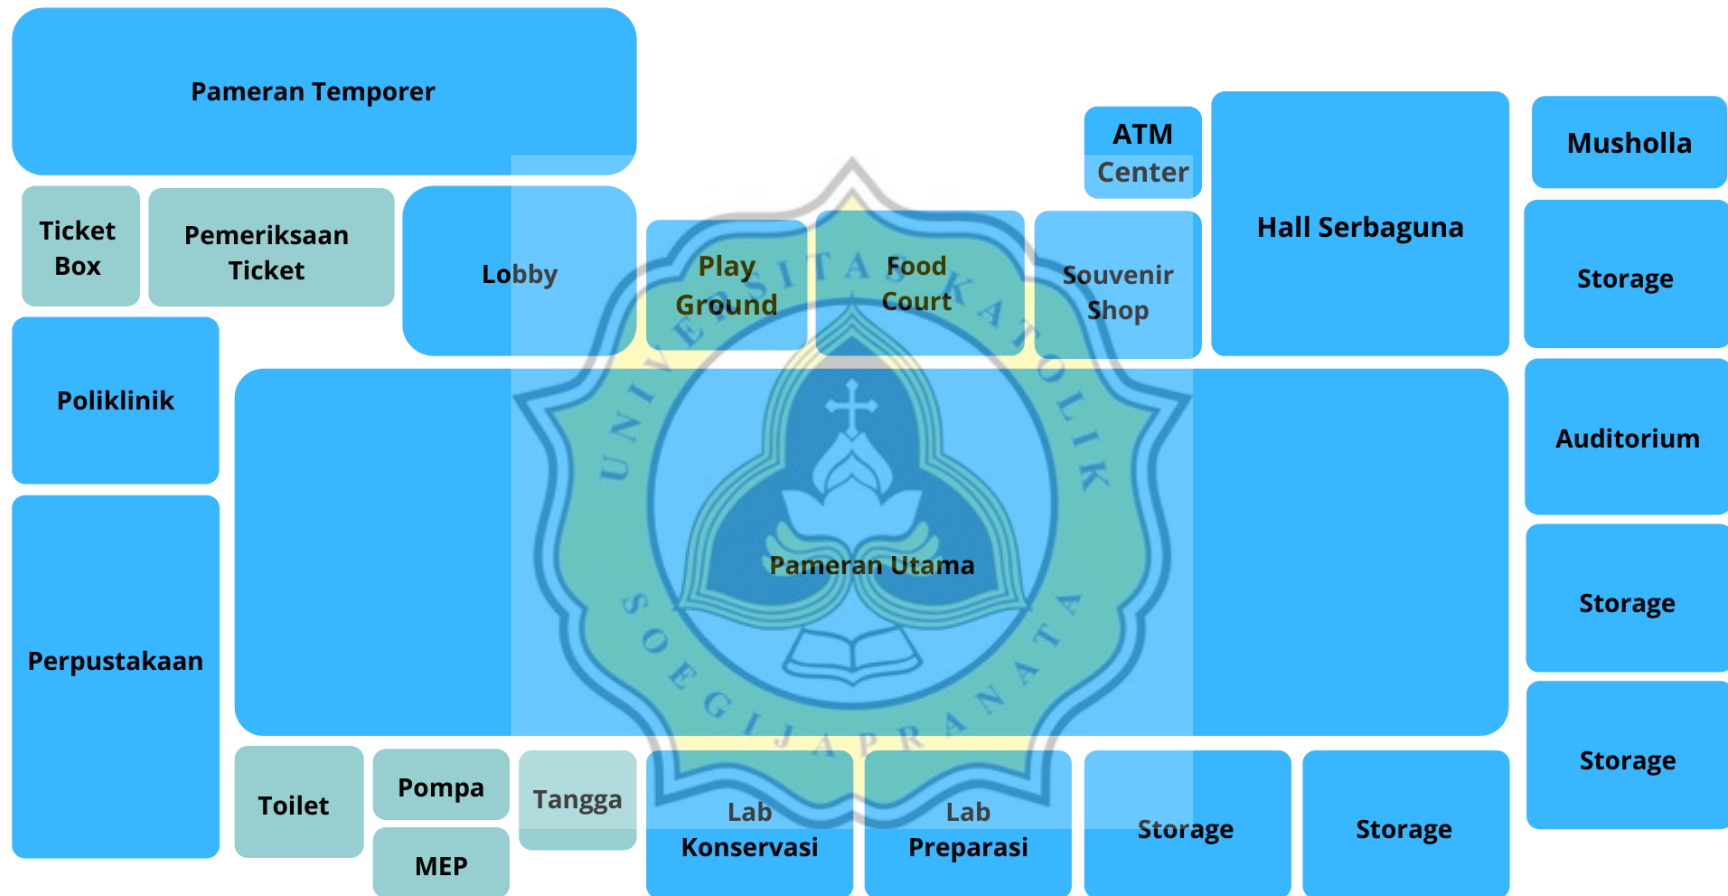 Pameran Temporer
ATM
Center
Hall Serbaguna
Musholla
Ticket
Box
Pemeriksaan
Ticket
Lobby
Play
Ground
Food
Court
Souvenir
Shop
Storage
Poliklinik
Auditorium
UNIVERSITAS KATOLIK
Pameran Utama
SOEGIJAPRANATA
Storage
Perpustakaan
Storage
Toilet
Pompa
MEP
Tangga
Lab
Konservasi
Lab
Preparasi
Storage
Storage